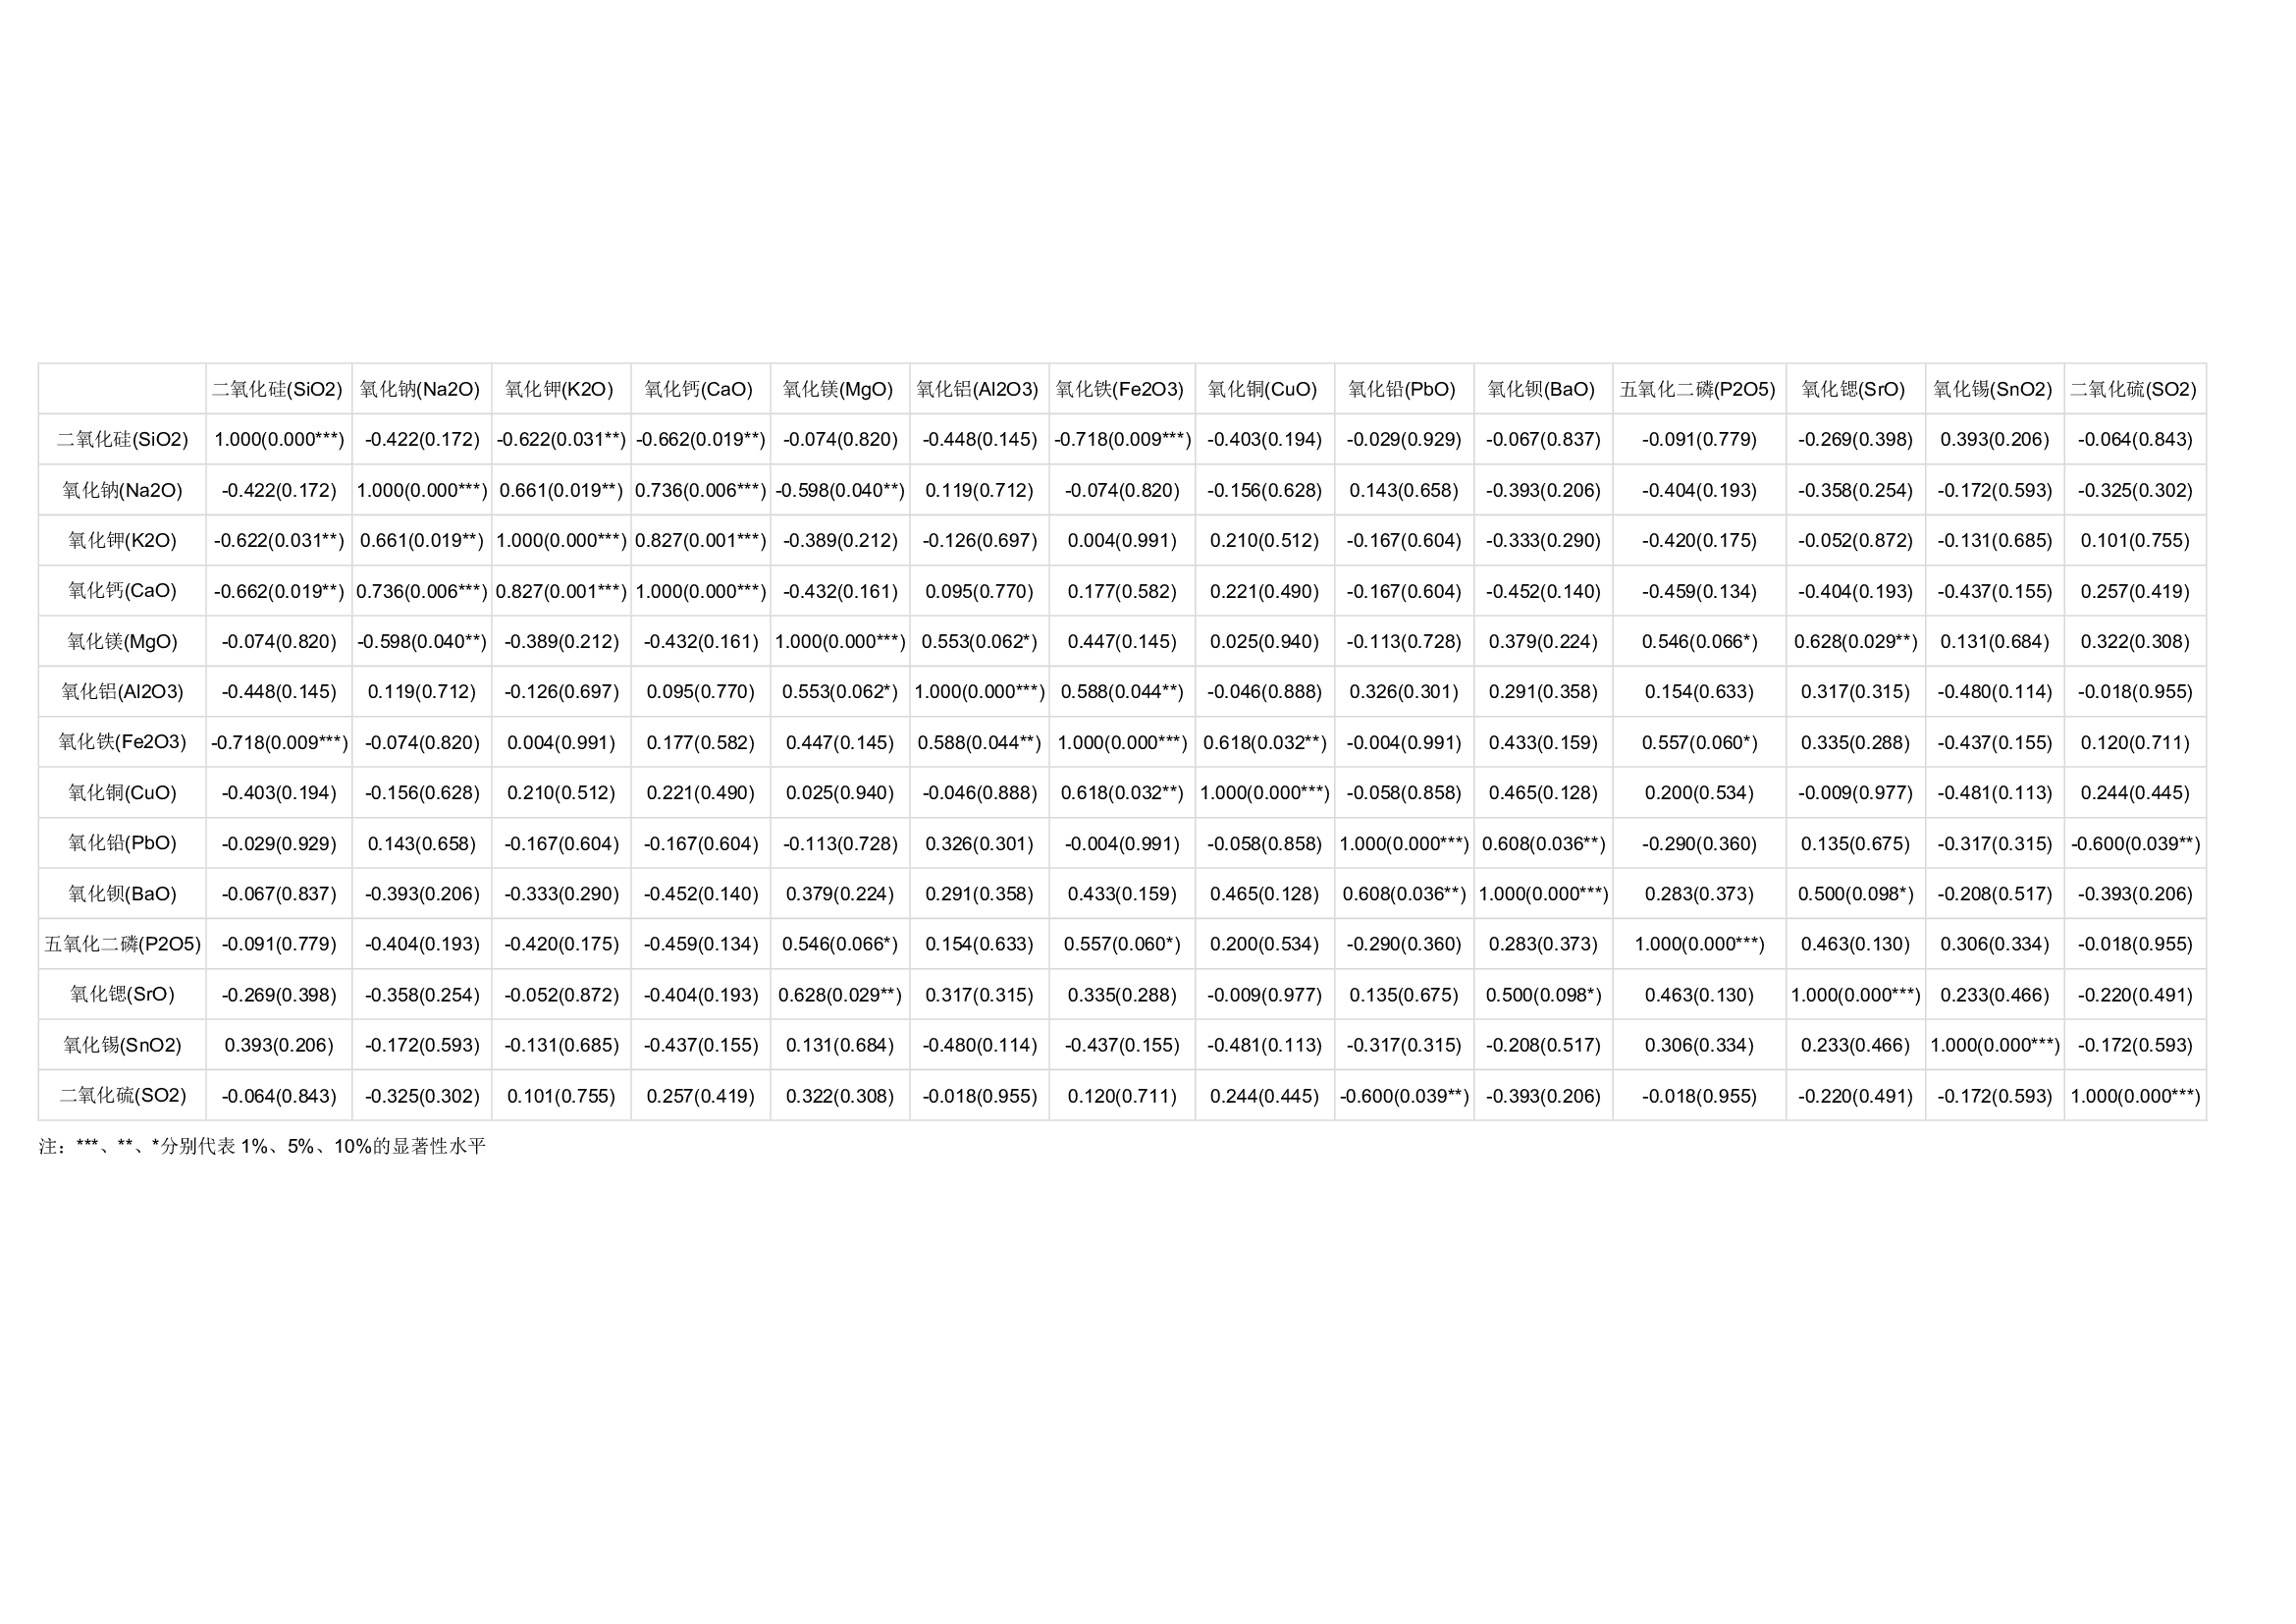 二氧化硅(SiO2) 氧化钠(Na2O) 氧化钾(K2O) 氧化钙(CaO) 氧化镁(MgO) 氧化铝(Al2O3) 氧化铁(Fe2O3) 氧化铜(CuO) 氧化铅(PbO) 氧化钡(BaO) 五氧化二磷(P2O5) 氧化锶(SrO) 氧化锡(SnO2) 二氧化硫(SO2)
二氧化硅(SiO2) 1.000(0.000***) -0.422(0.172) -0.622(0.031**) -0.662(0.019**) -0.074(0.820) -0.448(0.145) -0.718(0.009***) -0.403(0.194) -0.029(0.929) -0.067(0.837) -0.091(0.779) -0.269(0.398) 0.393(0.206) -0.064(0.843)
氧化钠(Na2O) -0.422(0.172) 1.000(0.000***) 0.661(0.019**) 0.736(0.006***) -0.598(0.040**) 0.119(0.712) -0.074(0.820) -0.156(0.628) 0.143(0.658) -0.393(0.206) -0.404(0.193) -0.358(0.254) -0.172(0.593) -0.325(0.302)
氧化钾(K2O) -0.622(0.031**) 0.661(0.019**) 1.000(0.000***) 0.827(0.001***) -0.389(0.212) -0.126(0.697) 0.004(0.991) 0.210(0.512) -0.167(0.604) -0.333(0.290) -0.420(0.175) -0.052(0.872) -0.131(0.685) 0.101(0.755)
氧化钙(CaO) -0.662(0.019**) 0.736(0.006***) 0.827(0.001***) 1.000(0.000***) -0.432(0.161) 0.095(0.770) 0.177(0.582) 0.221(0.490) -0.167(0.604) -0.452(0.140) -0.459(0.134) -0.404(0.193) -0.437(0.155) 0.257(0.419)
氧化镁(MgO) -0.074(0.820) -0.598(0.040**) -0.389(0.212) -0.432(0.161) 1.000(0.000***) 0.553(0.062*) 0.447(0.145) 0.025(0.940) -0.113(0.728) 0.379(0.224) 0.546(0.066*) 0.628(0.029**) 0.131(0.684) 0.322(0.308)
氧化铝(Al2O3) -0.448(0.145) 0.119(0.712) -0.126(0.697) 0.095(0.770) 0.553(0.062*) 1.000(0.000***) 0.588(0.044**) -0.046(0.888) 0.326(0.301) 0.291(0.358) 0.154(0.633) 0.317(0.315) -0.480(0.114) -0.018(0.955)
氧化铁(Fe2O3) -0.718(0.009***) -0.074(0.820) 0.004(0.991) 0.177(0.582) 0.447(0.145) 0.588(0.044**) 1.000(0.000***) 0.618(0.032**) -0.004(0.991) 0.433(0.159) 0.557(0.060*) 0.335(0.288) -0.437(0.155) 0.120(0.711)
氧化铜(CuO) -0.403(0.194) -0.156(0.628) 0.210(0.512) 0.221(0.490) 0.025(0.940) -0.046(0.888) 0.618(0.032**) 1.000(0.000***) -0.058(0.858) 0.465(0.128) 0.200(0.534) -0.009(0.977) -0.481(0.113) 0.244(0.445)
氧化铅(PbO) -0.029(0.929) 0.143(0.658) -0.167(0.604) -0.167(0.604) -0.113(0.728) 0.326(0.301) -0.004(0.991) -0.058(0.858) 1.000(0.000***) 0.608(0.036**) -0.290(0.360) 0.135(0.675) -0.317(0.315) -0.600(0.039**)
氧化钡(BaO) -0.067(0.837) -0.393(0.206) -0.333(0.290) -0.452(0.140) 0.379(0.224) 0.291(0.358) 0.433(0.159) 0.465(0.128) 0.608(0.036**) 1.000(0.000***) 0.283(0.373) 0.500(0.098*) -0.208(0.517) -0.393(0.206)
五氧化二磷(P2O5) -0.091(0.779) -0.404(0.193) -0.420(0.175) -0.459(0.134) 0.546(0.066*) 0.154(0.633) 0.557(0.060*) 0.200(0.534) -0.290(0.360) 0.283(0.373) 1.000(0.000***) 0.463(0.130) 0.306(0.334) -0.018(0.955)
氧化锶(SrO) -0.269(0.398) -0.358(0.254) -0.052(0.872) -0.404(0.193) 0.628(0.029**) 0.317(0.315) 0.335(0.288) -0.009(0.977) 0.135(0.675) 0.500(0.098*) 0.463(0.130) 1.000(0.000***) 0.233(0.466) -0.220(0.491)
氧化锡(SnO2) 0.393(0.206) -0.172(0.593) -0.131(0.685) -0.437(0.155) 0.131(0.684) -0.480(0.114) -0.437(0.155) -0.481(0.113) -0.317(0.315) -0.208(0.517) 0.306(0.334) 0.233(0.466) 1.000(0.000***) -0.172(0.593)
二氧化硫(SO2) -0.064(0.843) -0.325(0.302) 0.101(0.755) 0.257(0.419) 0.322(0.308) -0.018(0.955) 0.120(0.711) 0.244(0.445) -0.600(0.039**) -0.393(0.206) -0.018(0.955) -0.220(0.491) -0.172(0.593) 1.000(0.000***)
注：***、**、*分别代表 1%、5%、10%的显著性水平